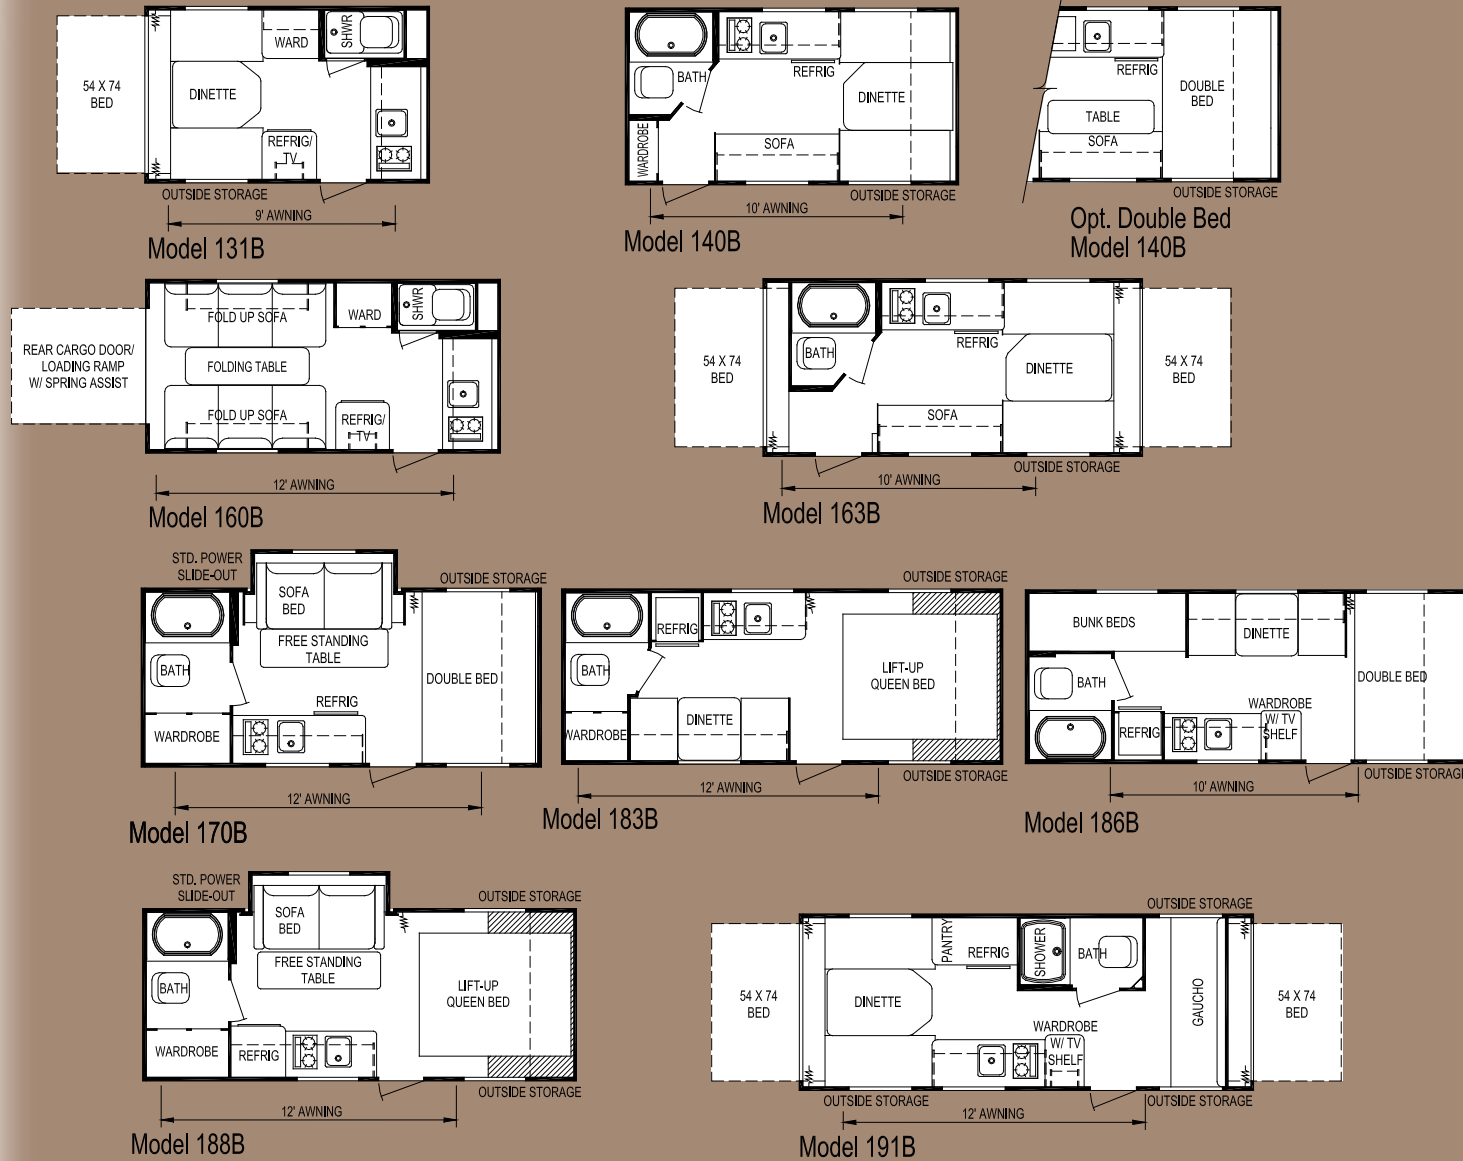 54 X 74
BED
DINETTE
WARD
SHWR
REFRIG/
TV
OUTSIDE STORAGE
9' AWNING
Model 131B
BATH
WARDROBE
REFRIG
SOFA
DINETTE
OUTSIDE STORAGE
10' AWNING
Model 140B
REFRIG
TABLE
SOFA
DOUBLE
BED
OUTSIDE STORAGE
Opt. Double Bed
Model 140B
REAR CARGO DOOR/
LOADING RAMP
W/ SPRING ASSIST
FOLD UP SOFA
FOLDING TABLE
FOLD UP SOFA
WARD
SHWR
REFRIG/
TV
12' AWNING
Model 160B
54 X 74
BED
BATH
REFRIG
SOFA
DINETTE
54 X 74
BED
OUTSIDE STORAGE
10' AWNING
Model 163B
STD. POWER
SLIDE-OUT
OUTSIDE STORAGE
SOFA
BED
FREE STANDING
TABLE
BATH
WARDROBE
REFRIG
DOUBLE BED
12' AWNING
Model 170B
OUTSIDE STORAGE
REFRIG
BATH
WARDROBE
DINETTE
LIFT-UP
QUEEN BED
OUTSIDE STORAGE
12' AWNING
Model 183B
BUNK BEDS
DINETTE
BATH
REFRIG
WARDROBE
W/ TV
SHELF
DOUBLE BED
OUTSIDE STORAGE
10' AWNING
Model 186B
STD. POWER
SLIDE-OUT
OUTSIDE STORAGE
SOFA
BED
FREE STANDING
TABLE
BATH
WARDROBE
REFRIG
LIFT-UP
QUEEN BED
OUTSIDE STORAGE
12' AWNING
Model 188B
OUTSIDE STORAGE
54 X 74
BED
DINETTE
PANTRY
REFRIG
SHOWER
BATH
WARDROBE
W/ TV
SHELF
GAUCHO
54 X 74
BED
OUTSIDE STORAGE
OUTSIDE STORAGE
12' AWNING
Model 191B